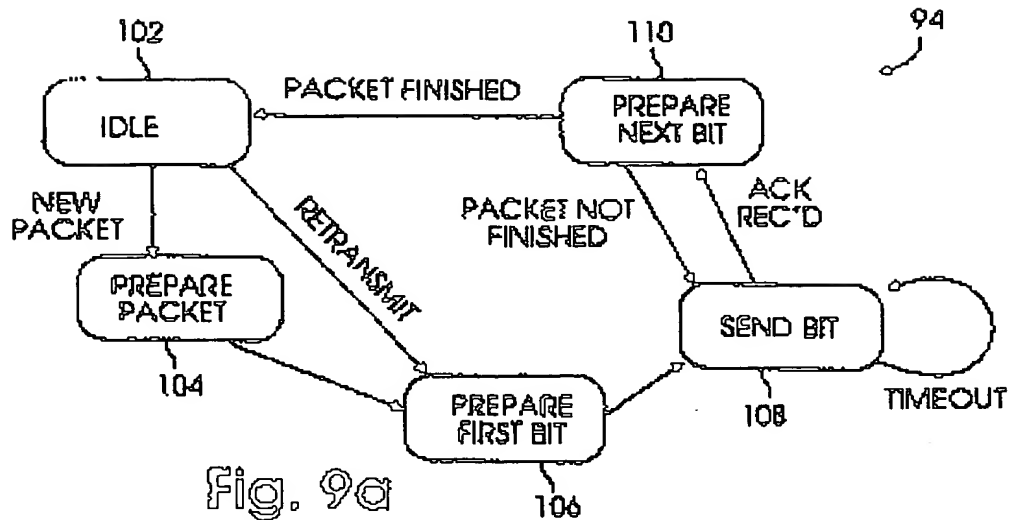 102
110
94
IDLE
PACKET FINISHED
PREPARE
NEXT BIT
NEW
PACKET
RETRANSMIT
PACKET NOT
FINISHED
ACK
REC'D
PREPARE
PACKET
SEND BIT
104
108
TIMEOUT
PREPARE
FIRST BIT
106
Fig. 9a